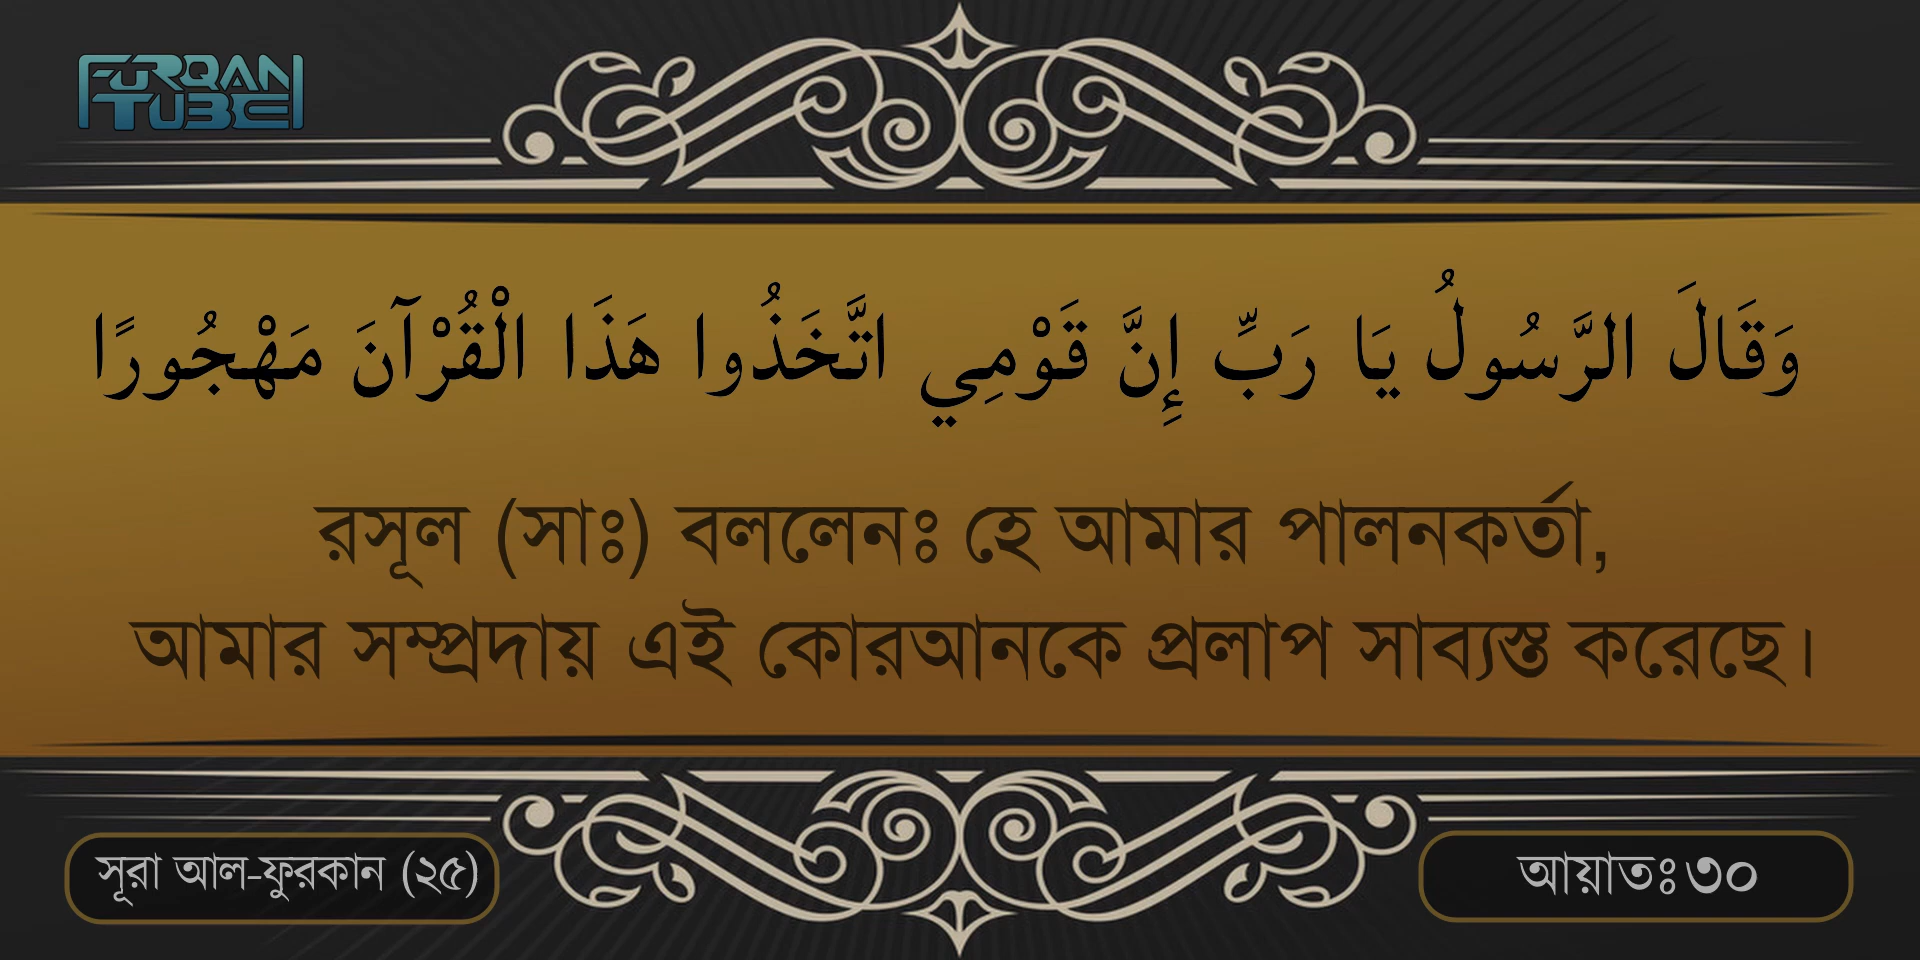 FURQAN
TUBE
وَقَالَ الرَّسُولُ يَا رَبِّ إِنَّ قَوْمِي اتَّخَذُوا هَذَا الْقُرْآنَ مَهْجُورًا
রসূল (সাঃ) বললেনঃ হে আমার পালনকর্তা,
আমার সম্প্রদায় এই কোরআনকে প্রলাপ সাব্যস্ত করেছে।
সূরা আল-ফুরকান (২৫)
আয়াতঃ৩০